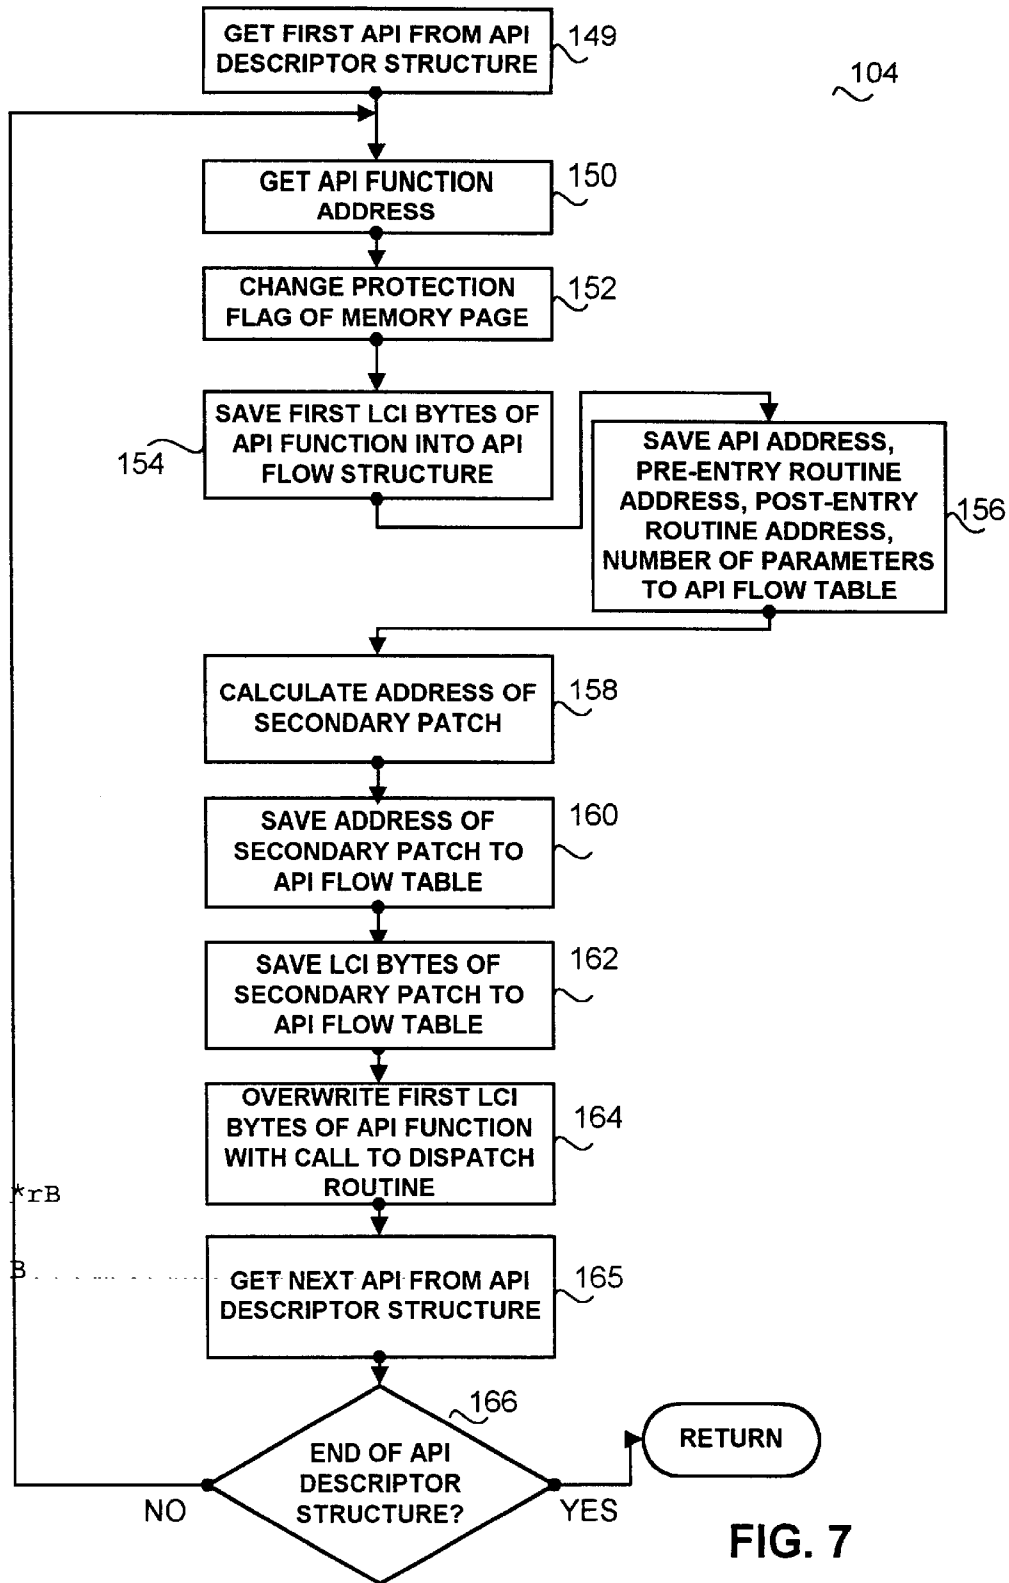 GET FIRST API FROM API
DESCRIPTOR STRUCTURE
149
104
GET API FUNCTION
ADDRESS
150
CHANGE PROTECTION
FLAG OF MEMORY PAGE
152
SAVE FIRST LCI BYTES OF
API FUNCTION INTO API
FLOW STRUCTURE
154
SAVE API ADDRESS,
PRE-ENTRY ROUTINE
ADDRESS, POST-ENTRY
ROUTINE ADDRESS,
NUMBER OF PARAMETERS
TO API FLOW TABLE
156
CALCULATE ADDRESS OF
SECONDARY PATCH
158
SAVE ADDRESS OF
SECONDARY PATCH TO
API FLOW TABLE
160
SAVE LCI BYTES OF
SECONDARY PATCH TO
API FLOW TABLE
162
OVERWRITE FIRST LCI
BYTES OF API FUNCTION
WITH CALL TO DISPATCH
ROUTINE
164
*rB
B
GET NEXT API FROM API
DESCRIPTOR STRUCTURE
165
166
END OF API
DESCRIPTOR
STRUCTURE?
NO
YES
RETURN
FIG. 7